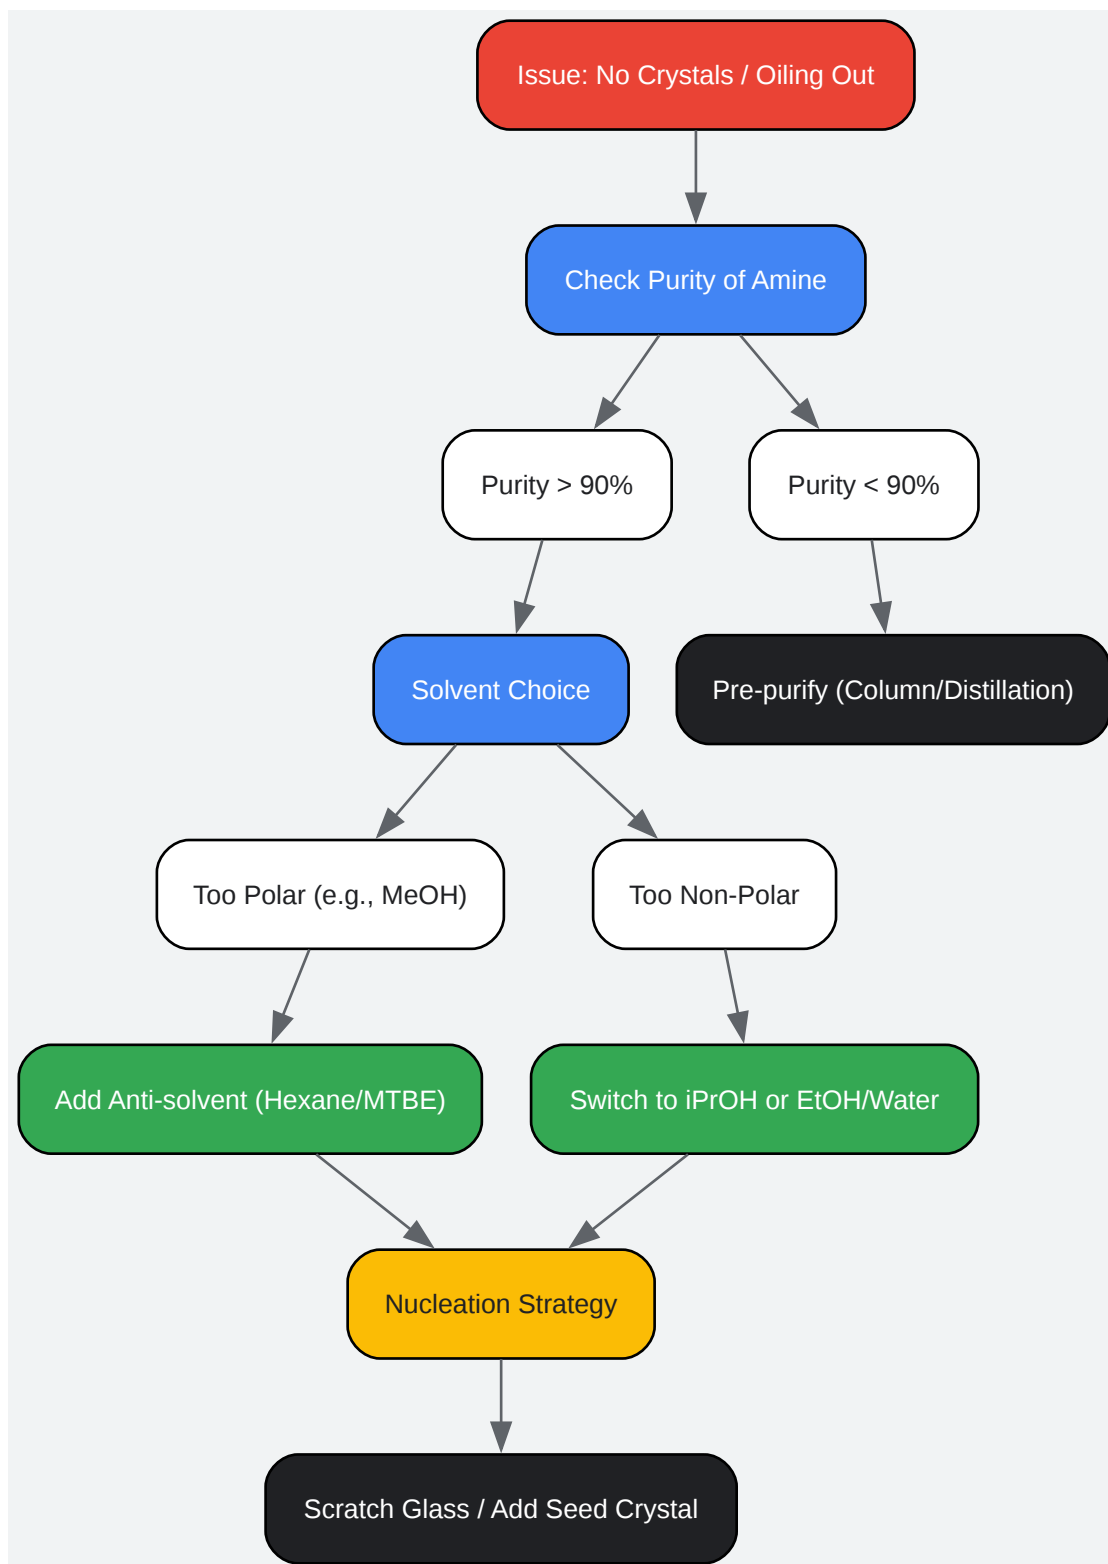 Issue: No Crystals / Oiling Out
Check Purity of Amine
Purity > 90%
Purity < 90%
Solvent Choice
Pre-purify (Column/Distillation)
Too Polar (e.g., MeOH)
Too Non-Polar
Add Anti-solvent (Hexane/MTBE)
Switch to iPrOH or EtOH/Water
Nucleation Strategy
Scratch Glass / Add Seed Crystal